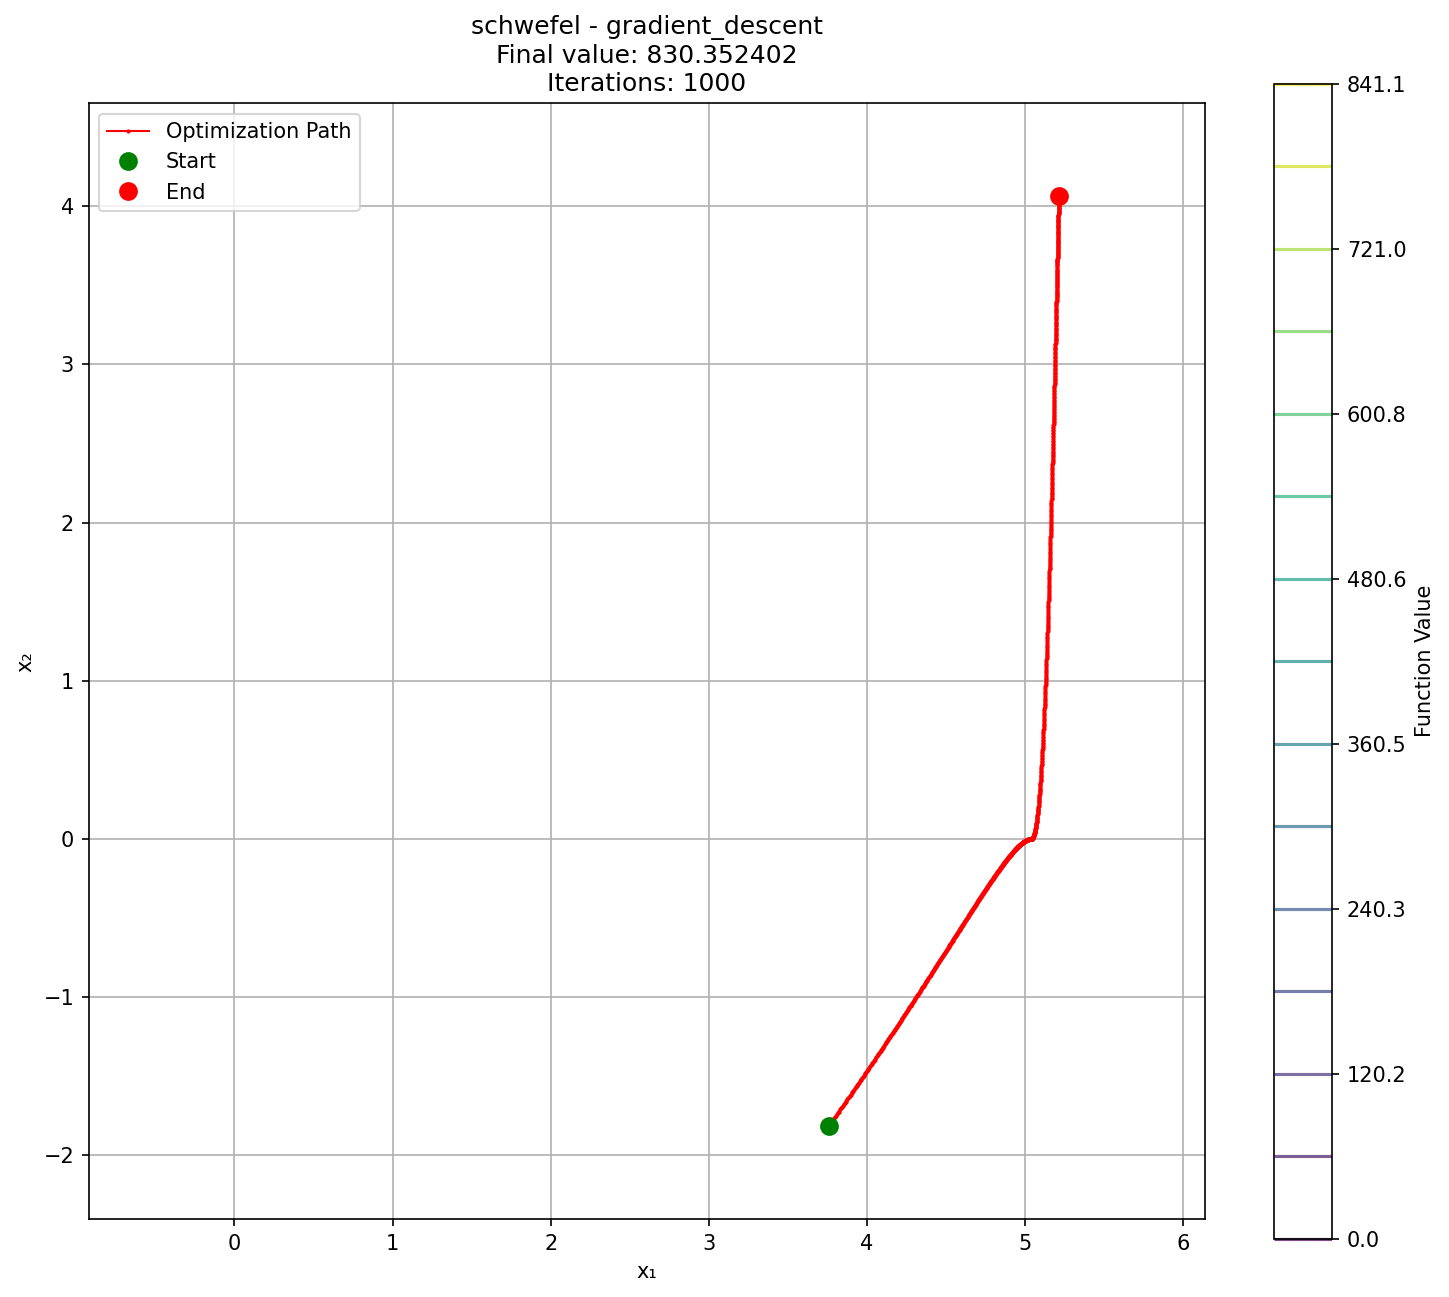 schwefel - gradient_descent
Final value: 830.352402
Iterations: 1000
Optimization Path
Start
End
4
3
2
1
0
−1
−2
x₂
0
1
2
3
4
5
6
x₁
841.1
721.0
600.8
480.6
360.5
240.3
120.2
0.0
Function Value